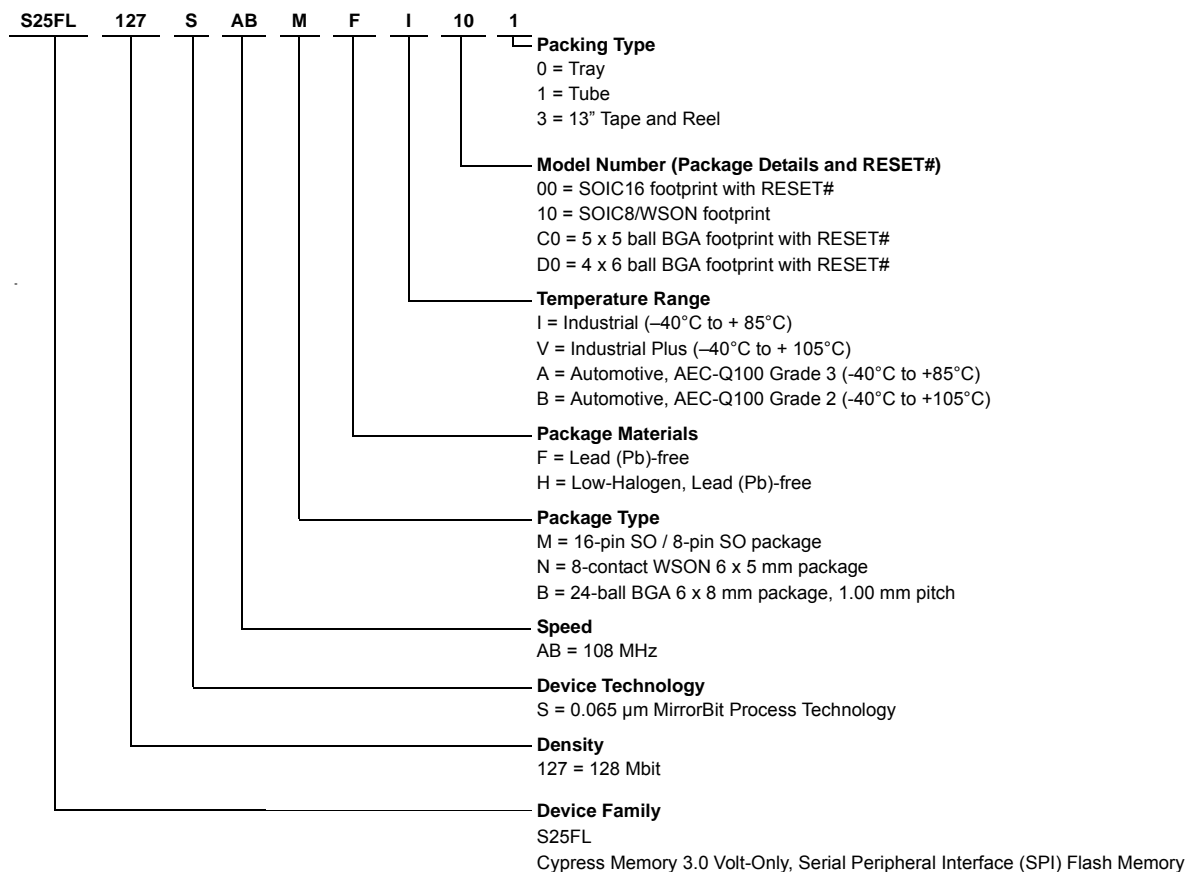 S25FL 127 S AB M F I 10 1
Packing Type
0 = Tray
1 = Tube
3 = 13” Tape and Reel
Model Number (Package Details and RESET#)
00 = SOIC16 footprint with RESET#
10 = SOIC8/WSON footprint
C0 = 5 x 5 ball BGA footprint with RESET#
D0 = 4 x 6 ball BGA footprint with RESET#
Temperature Range
I = Industrial (–40°C to + 85°C)
V = Industrial Plus (–40°C to + 105°C)
A = Automotive, AEC-Q100 Grade 3 (-40°C to +85°C)
B = Automotive, AEC-Q100 Grade 2 (-40°C to +105°C)
Package Materials
F = Lead (Pb)-free
H = Low-Halogen, Lead (Pb)-free
Package Type
M = 16-pin SO / 8-pin SO package
N = 8-contact WSON 6 x 5 mm package
B = 24-ball BGA 6 x 8 mm package, 1.00 mm pitch
Speed
AB = 108 MHz
Device Technology
S = 0.065 µm MirrorBit Process Technology
Density
127 = 128 Mbit
Device Family
S25FL
Cypress Memory 3.0 Volt-Only, Serial Peripheral Interface (SPI) Flash Memory